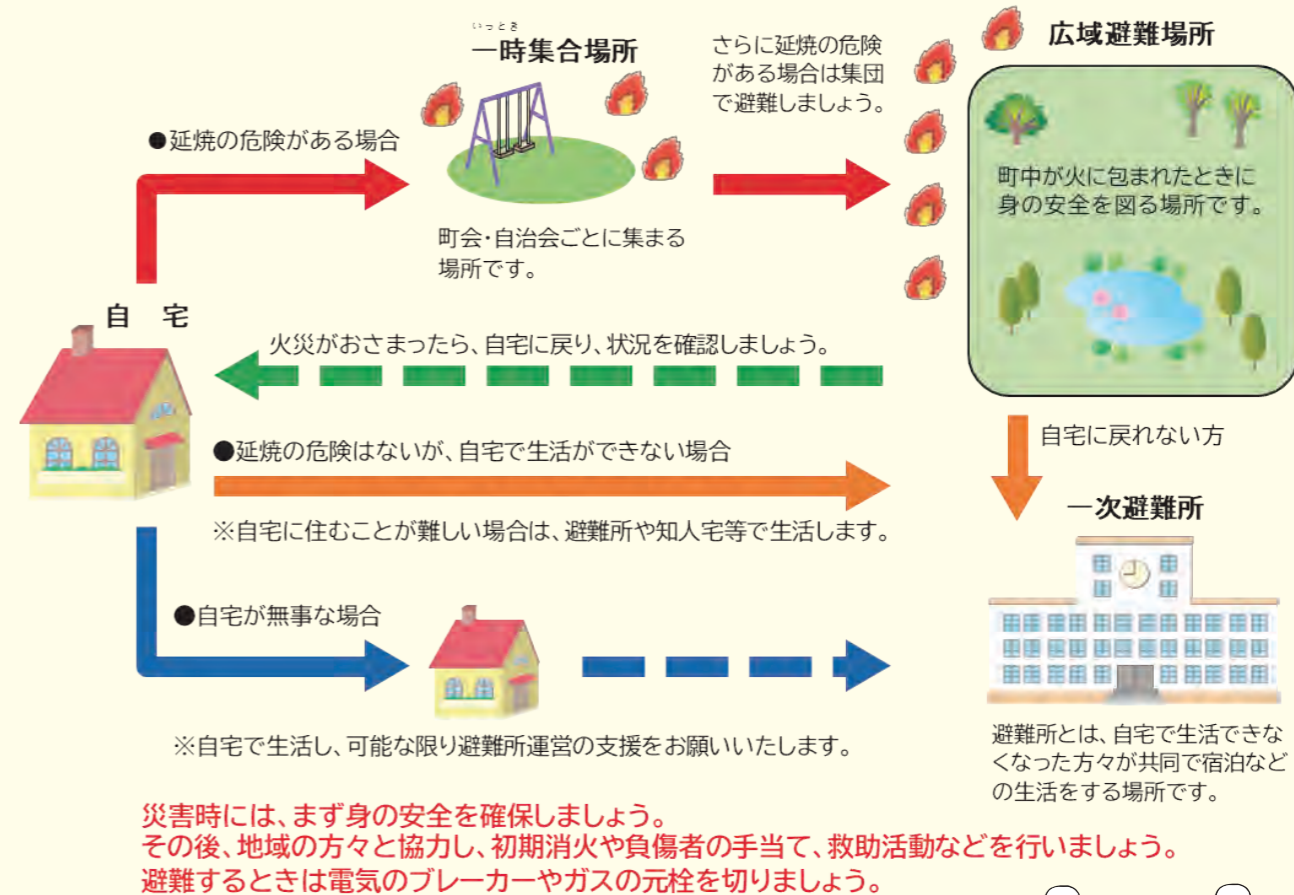 いっとき
一時集合場所
●延焼の危険がある場合
町会・自治会ごとに集まる
場所です。
さらに延焼の危険
がある場合は集団
で避難しましょう。
広域避難場所
町中が火に包まれたときに
身の安全を図る場所です。
自 宅
火災がおさまったら、自宅に戻り、状況を確認しましょう。
●延焼の危険はないが、自宅で生活ができない場合
※自宅に住むことが難しい場合は、避難所や知人宅等で生活します。
自宅に戻れない方
一次避難所
●自宅が無事な場合
※自宅で生活し、可能な限り避難所運営の支援をお願いいたします。
避難所とは、自宅で生活できな
くなった方々が共同で宿泊など
の生活をする場所です。
災害時には、まず身の安全を確保しましょう。
その後、地域の方々と協力し、初期消火や負傷者の手当て、救助活動などを行いましょう。
避難するときは電気のブレーカーやガスの元栓を切りましょう。